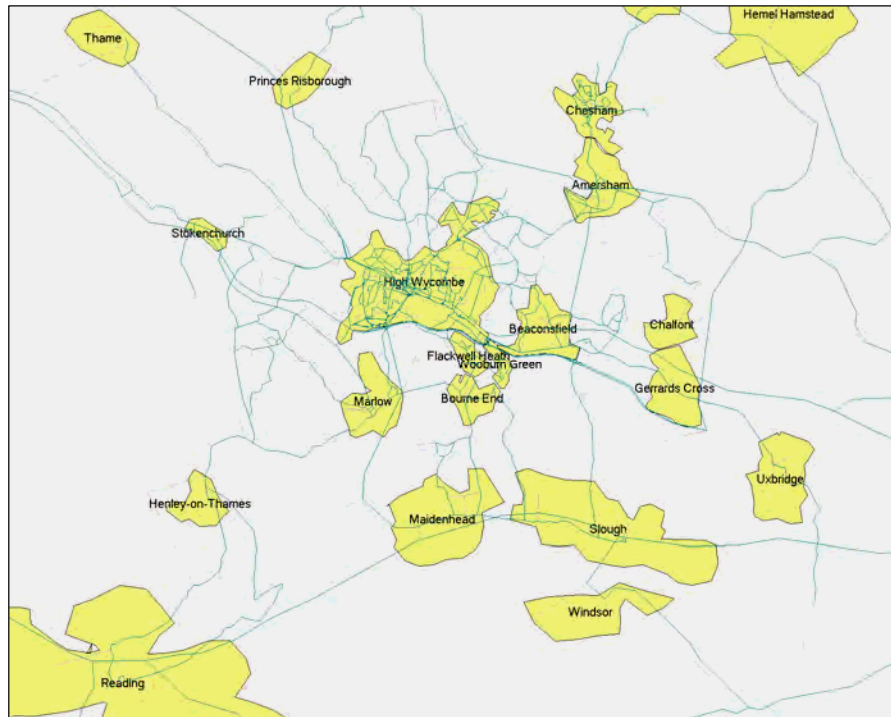 Hemel Hamstead
Thame
Princes Risborough
Chesham
Amersham
Stokenchurch
High Wycombe
Beaconsfield
Chalfont
Flackwell Heath
Wooburn Green
Gerrards Cross
Marlow
Bourne End
Uxbridge
Henley-on-Thames
Maidenhead
Slough
Windsor
Reading